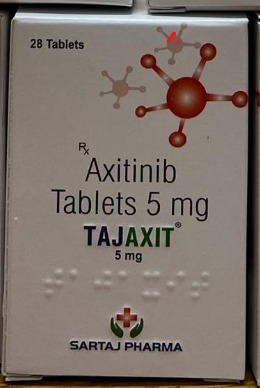 28 Tablets
Rx
Axitinib
Tablets 5 mg
TAJAXIT®
5 mg
SARTAJ PHARMA